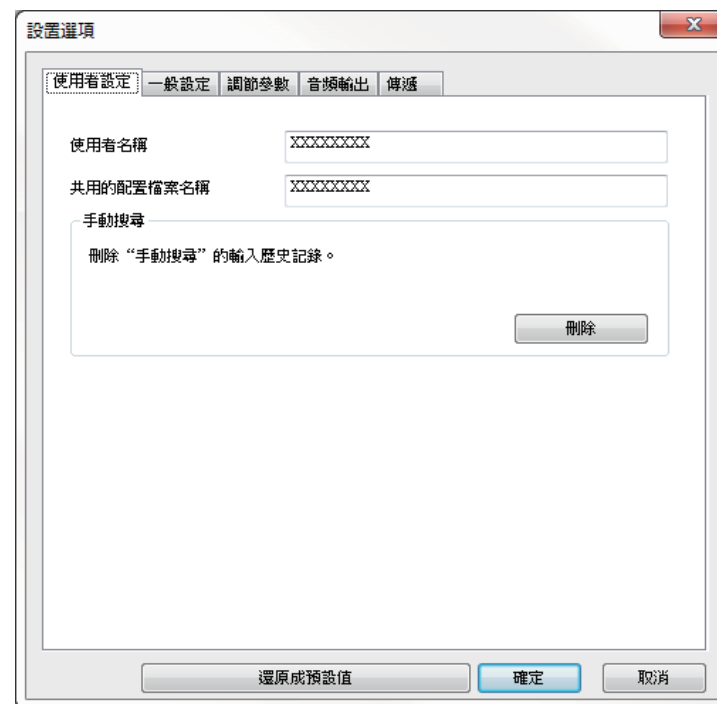 設置選項
使用者設定 一般設定 調節參數 音頻輸出 傳遞
使用者名稱 XXXXXXXXX
共用的配置檔案名稱 XXXXXXXXX
手動搜尋
刪除“手動搜尋”的輸入歷史記錄。
刪除
還原成預設值 確定 取消